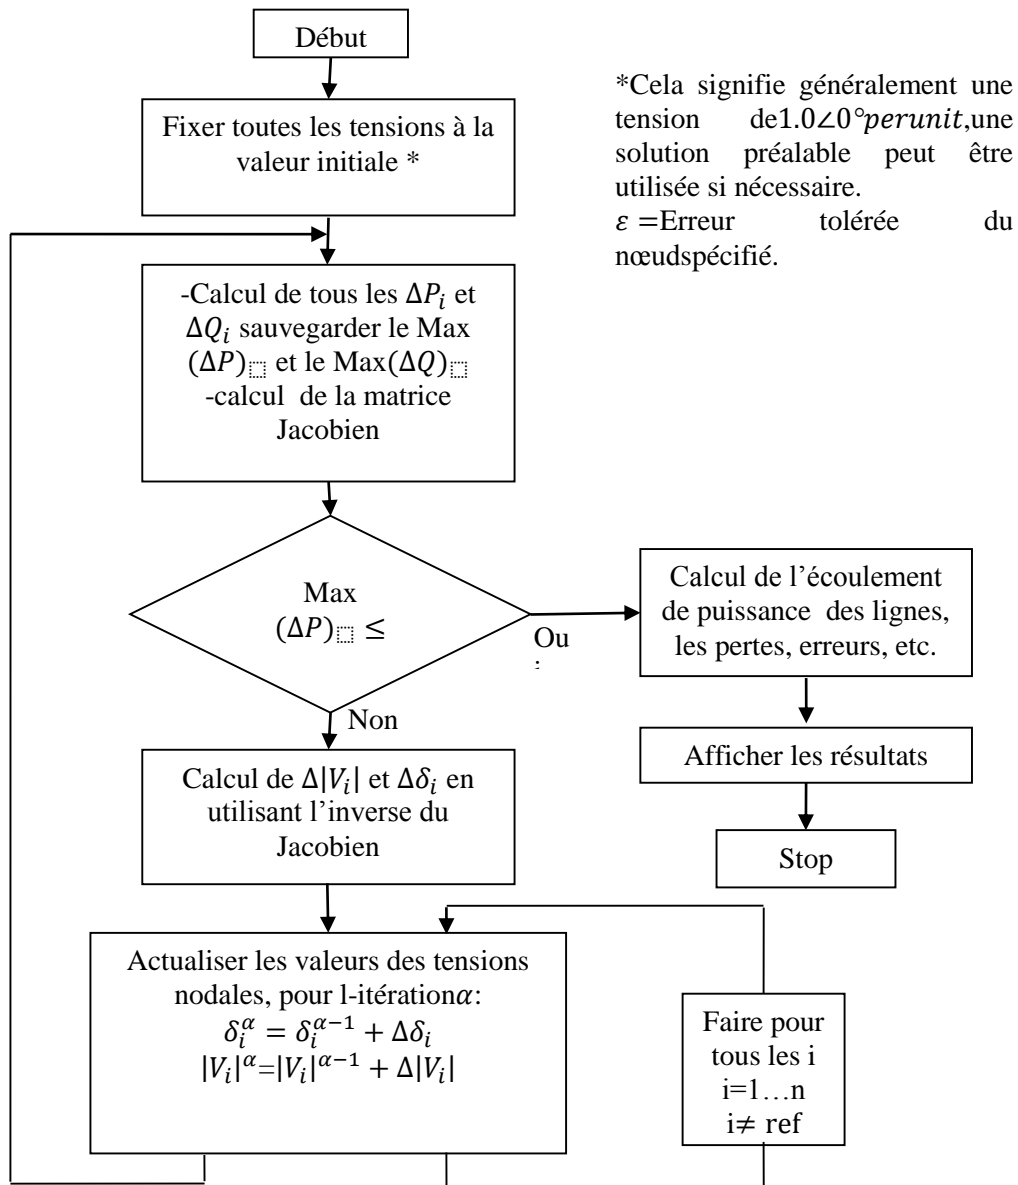 Début
Fixer toutes les tensions à la
valeur initiale *
*Cela signifie généralement une
tension de1.0∠0°perunit,une
solution préalable peut être
utilisée si nécessaire.
ε =Erreur tolérée du
nœudspécifié.
-Calcul de tous les ΔP_i et
ΔQ_i sauvegarder le Max
(ΔP)⬚ et le Max(ΔQ)⬚
-calcul de la matrice
Jacobien
Max
(ΔP)⬚ ≤
Ou
Non
Calcul de l’écoulement
de puissance des lignes,
les pertes, erreurs, etc.
Afficher les résultats
Stop
Calcul de Δ|V_i| et Δδ_i en
utilisant l’inverse du
Jacobien
Actualiser les valeurs des tensions
nodales, pour l-itérationα:
δ_i^α = δ_i^{α−1} + Δδ_i
|V_i|^α=|V_i|^{α−1} + Δ|V_i|
Faire pour
tous les i
i=1…n
i≠ ref